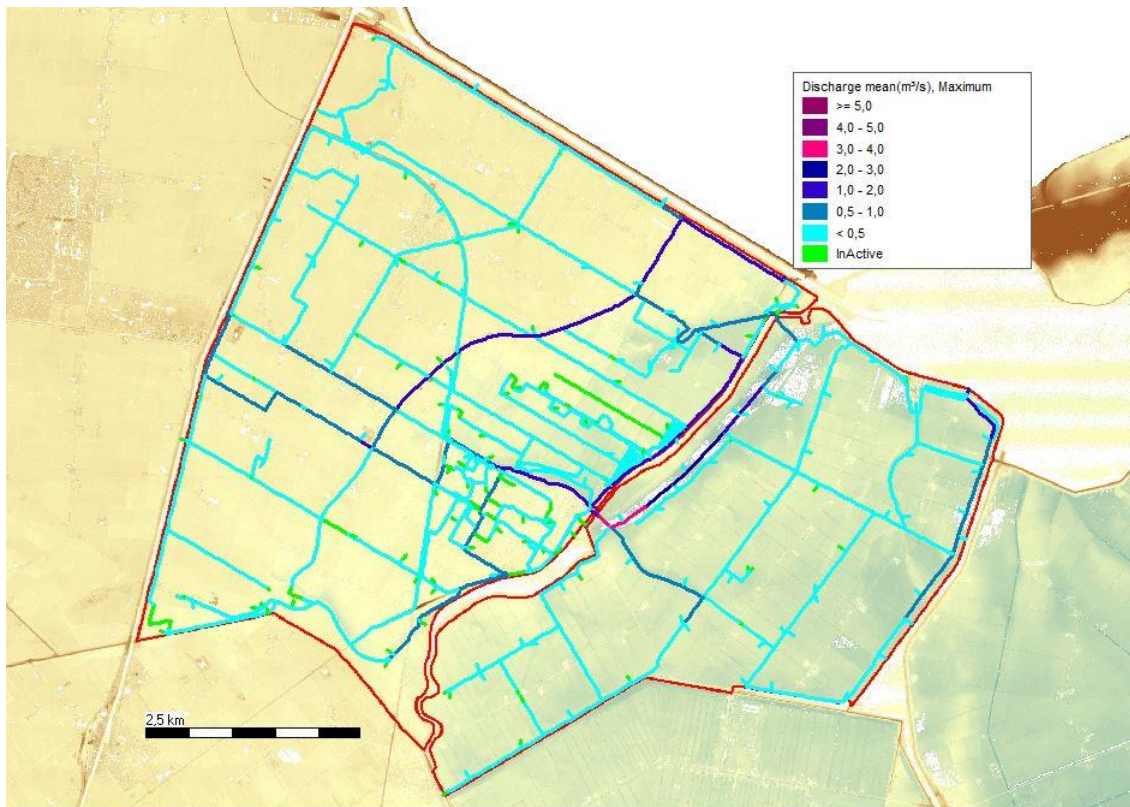 Discharge mean(m³/s), Maximum
>= 5,0
4,0 - 5,0
3,0 - 4,0
2,0 - 3,0
1,0 - 2,0
0,5 - 1,0
< 0,5
InActive
2,5 km